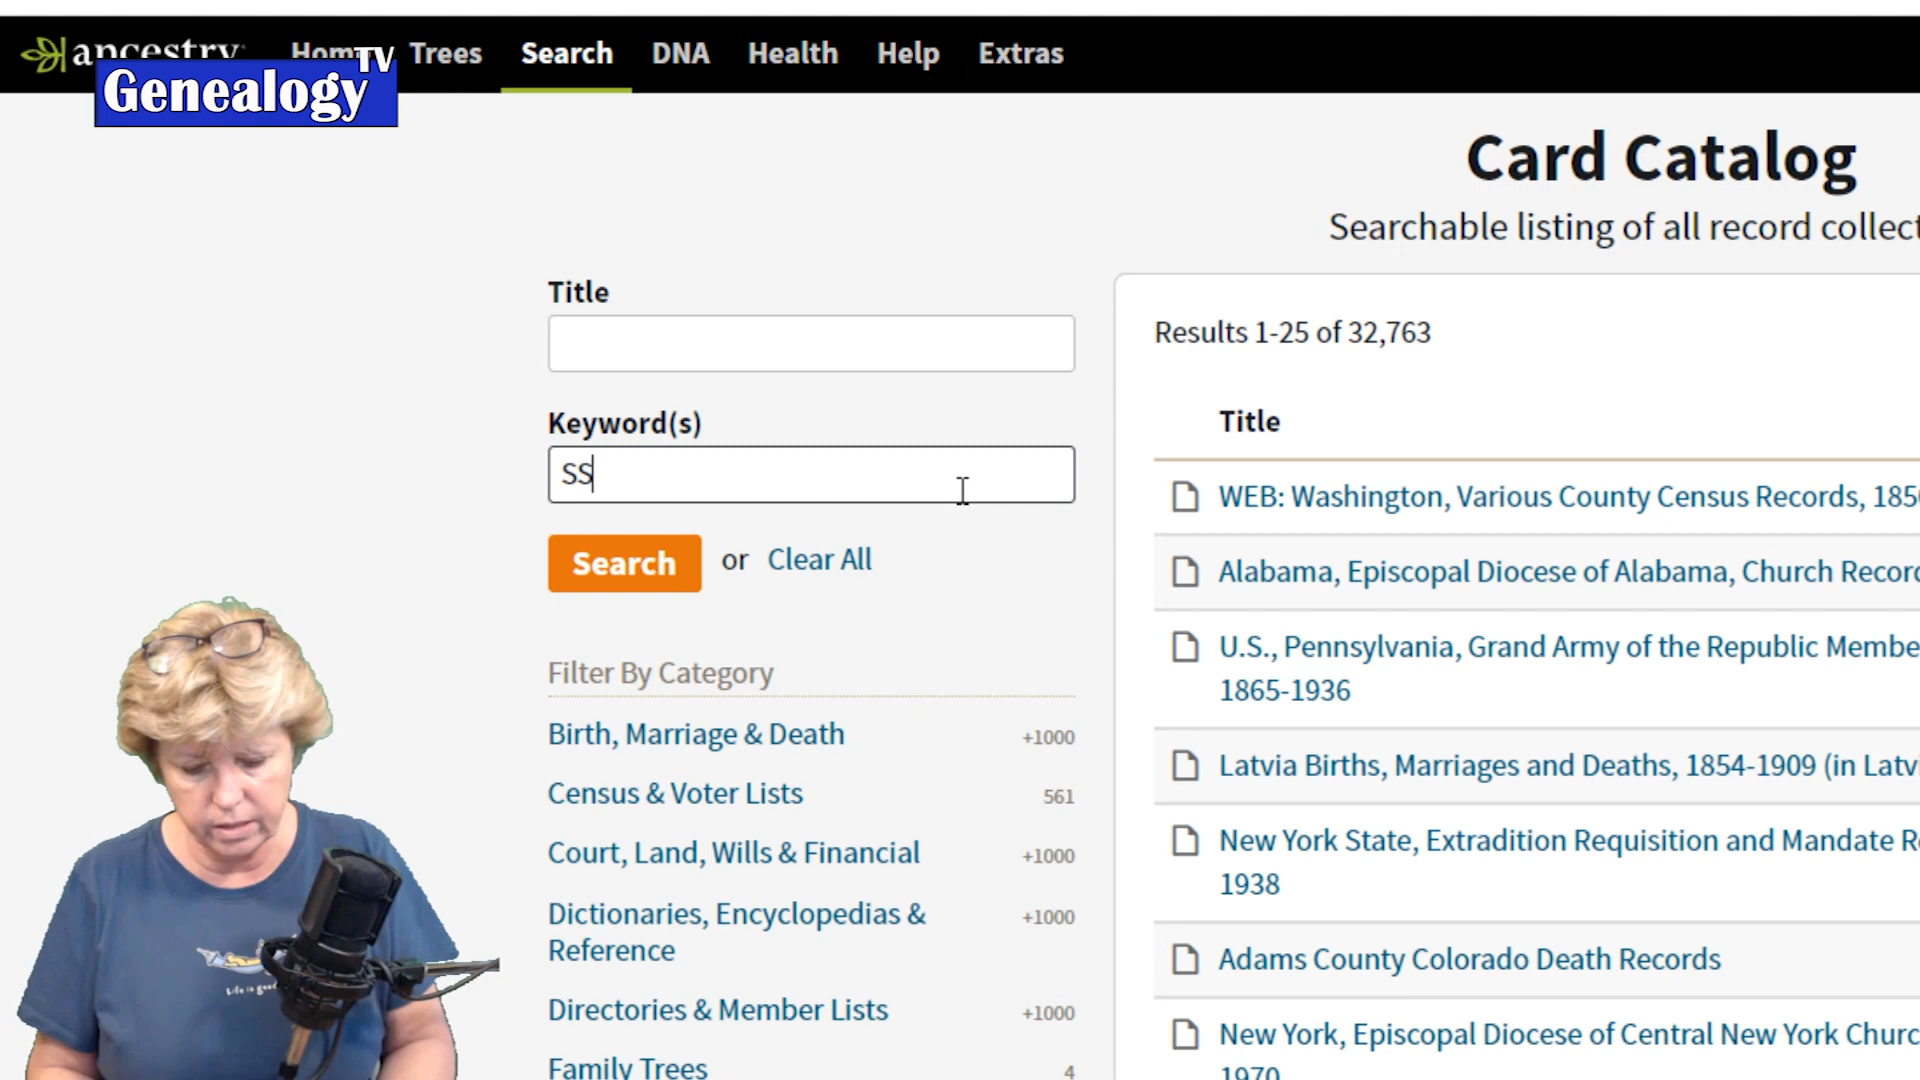 ancestry Home Trees Search DNA Health Help Extras
Genealogy TV
Card Catalog
Searchable listing of all record collect
Title
Keyword(s)
SS
Search or Clear All
Filter By Category
Birth, Marriage & Death +1000
Census & Voter Lists 561
Court, Land, Wills & Financial +1000
Dictionaries, Encyclopedias & +1000
Reference
Directories & Member Lists +1000
Family Trees 4
Results 1-25 of 32,763
Title
WEB: Washington, Various County Census Records, 185
Alabama, Episcopal Diocese of Alabama, Church Recor
U.S., Pennsylvania, Grand Army of the Republic Membe
1865-1936
Latvia Births, Marriages and Deaths, 1854-1909 (in Latv
New York State, Extradition Requisition and Mandate R
1938
Adams County Colorado Death Records
New York, Episcopal Diocese of Central New York Churc
1970
Life is good